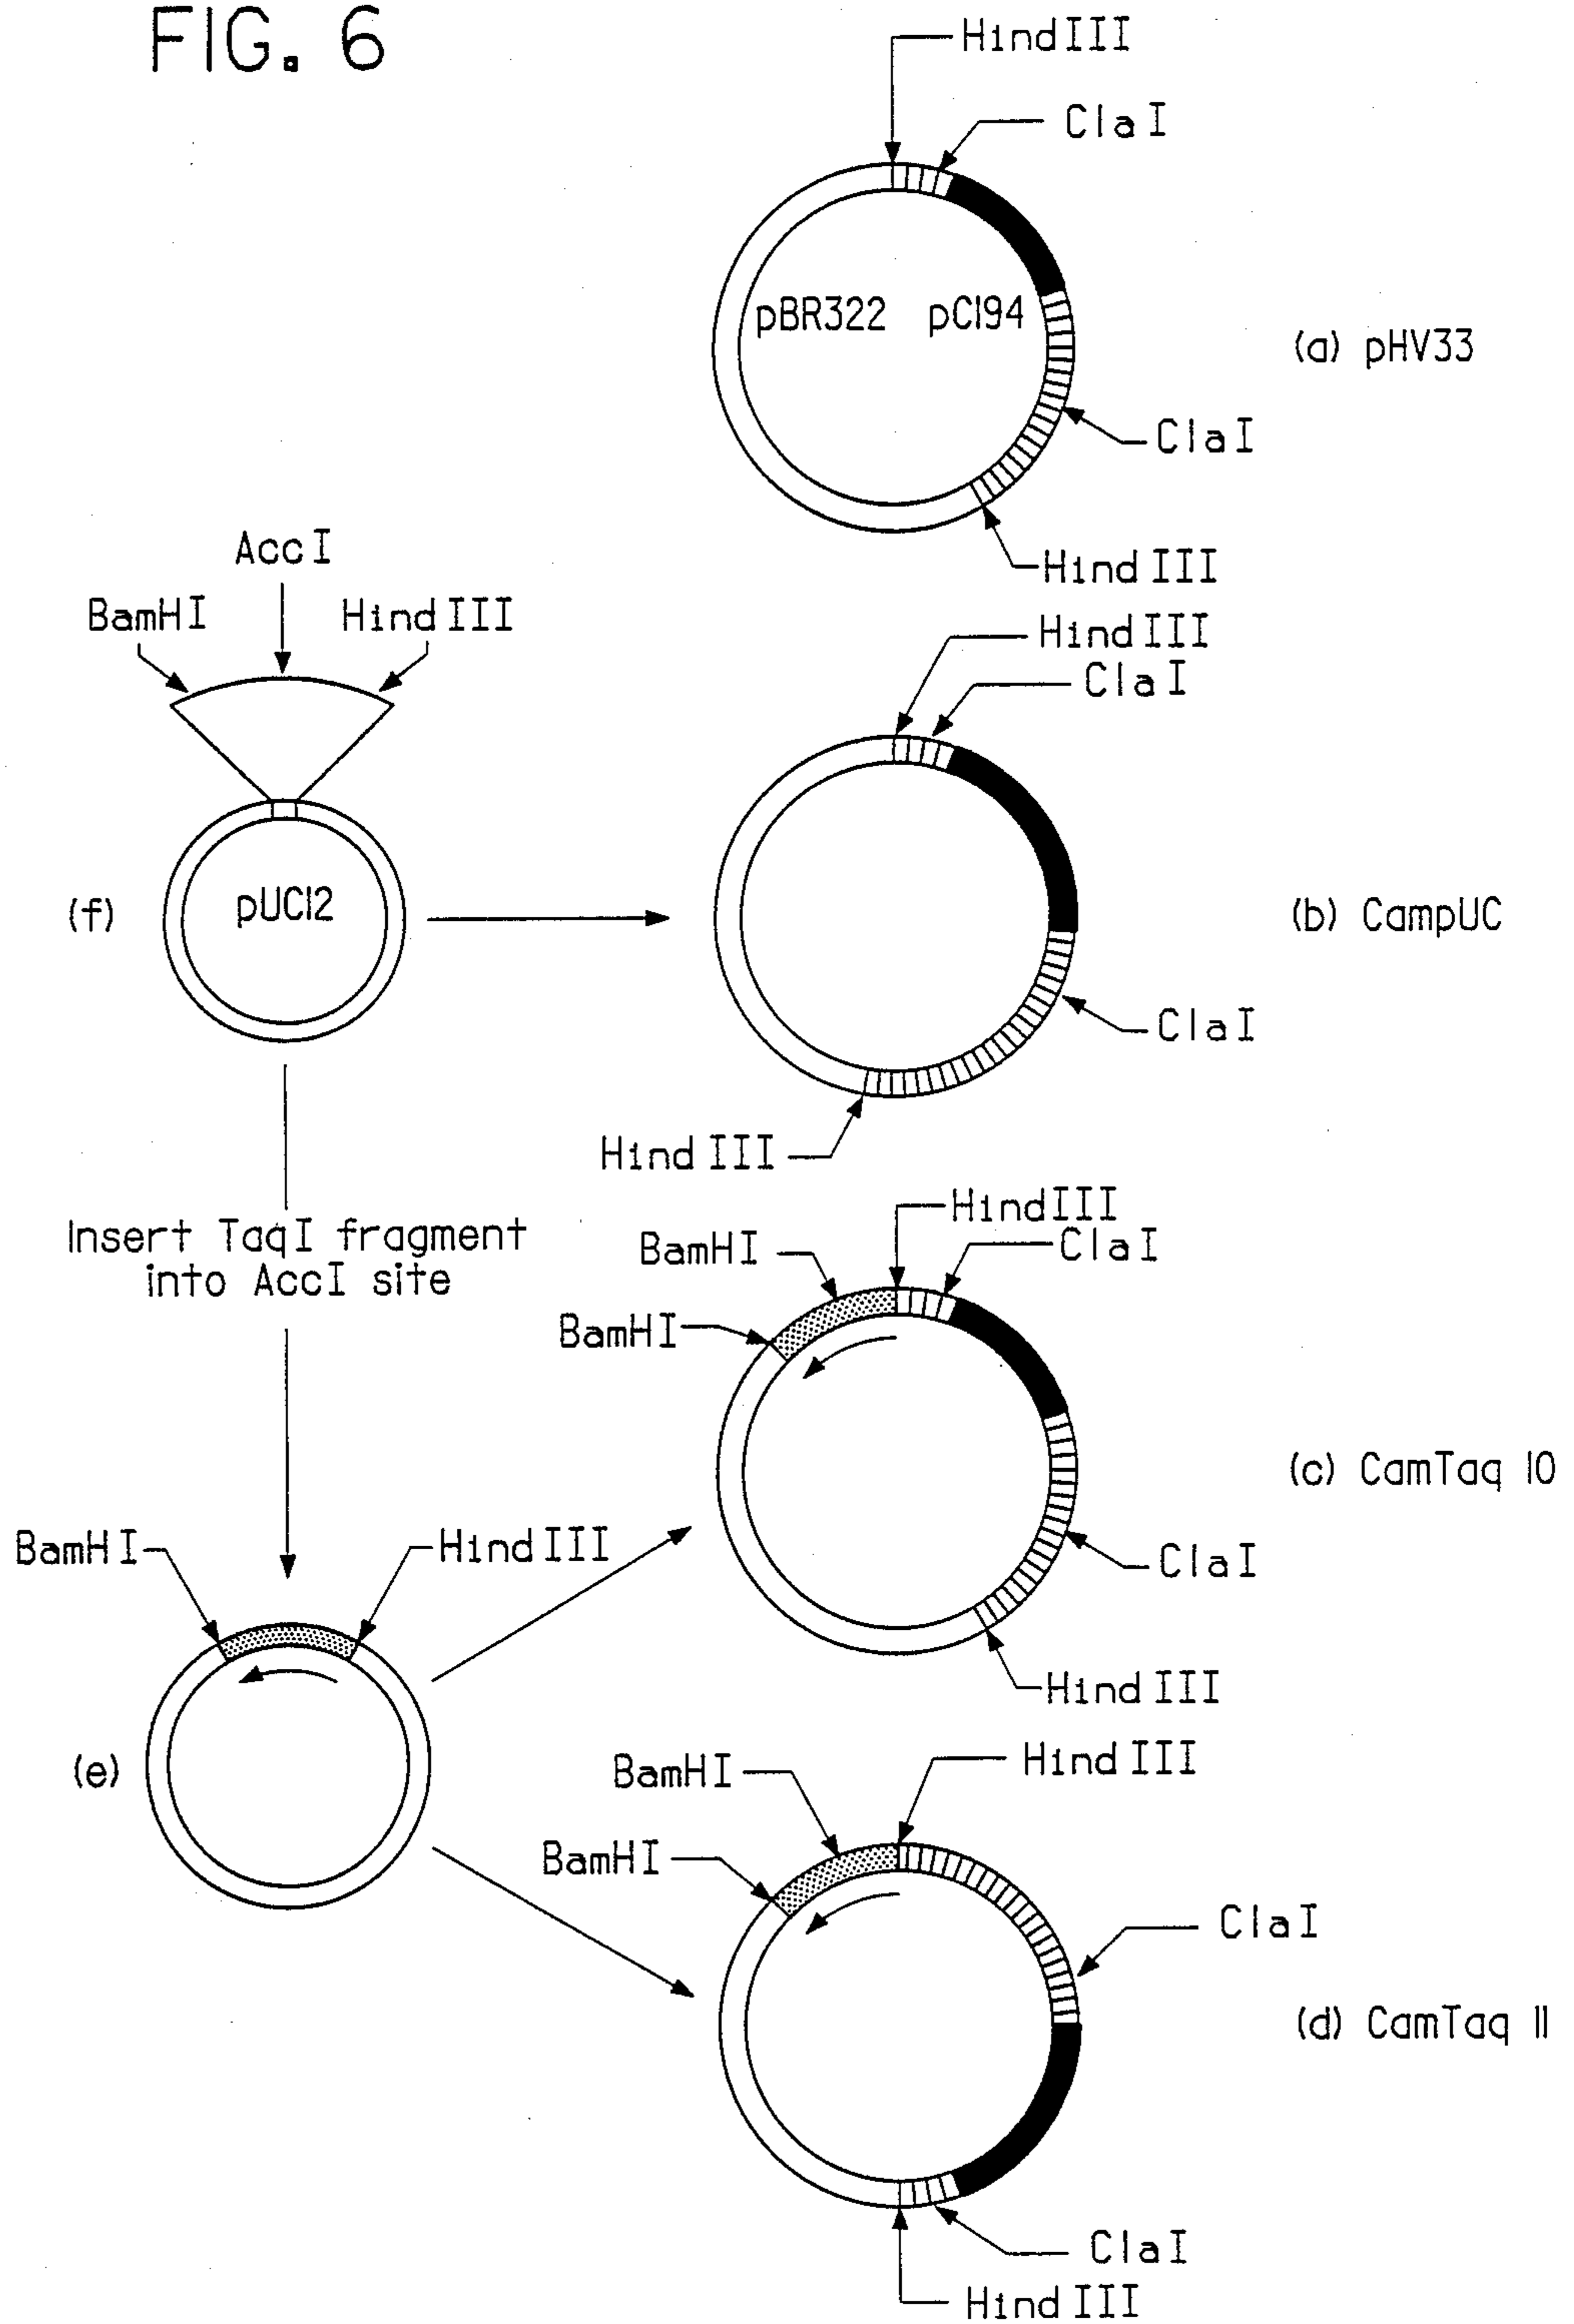 FIG. 6
HindIII
ClaI
pBR322 pC194
(a) pHV33
ClaI
HindIII
AccI
BamHI
HindIII
HindIII
ClaI
(f)
pUC12
(b) CampUC
ClaI
HindIII
Insert TaqI fragment
into AccI site
HindIII
BamHI
ClaI
BamHI
(c) CamTaq 10
BamHI
HindIII
ClaI
HindIII
(e)
HindIII
BamHI
BamHI
ClaI
(d) CamTaq 11
ClaI
HindIII